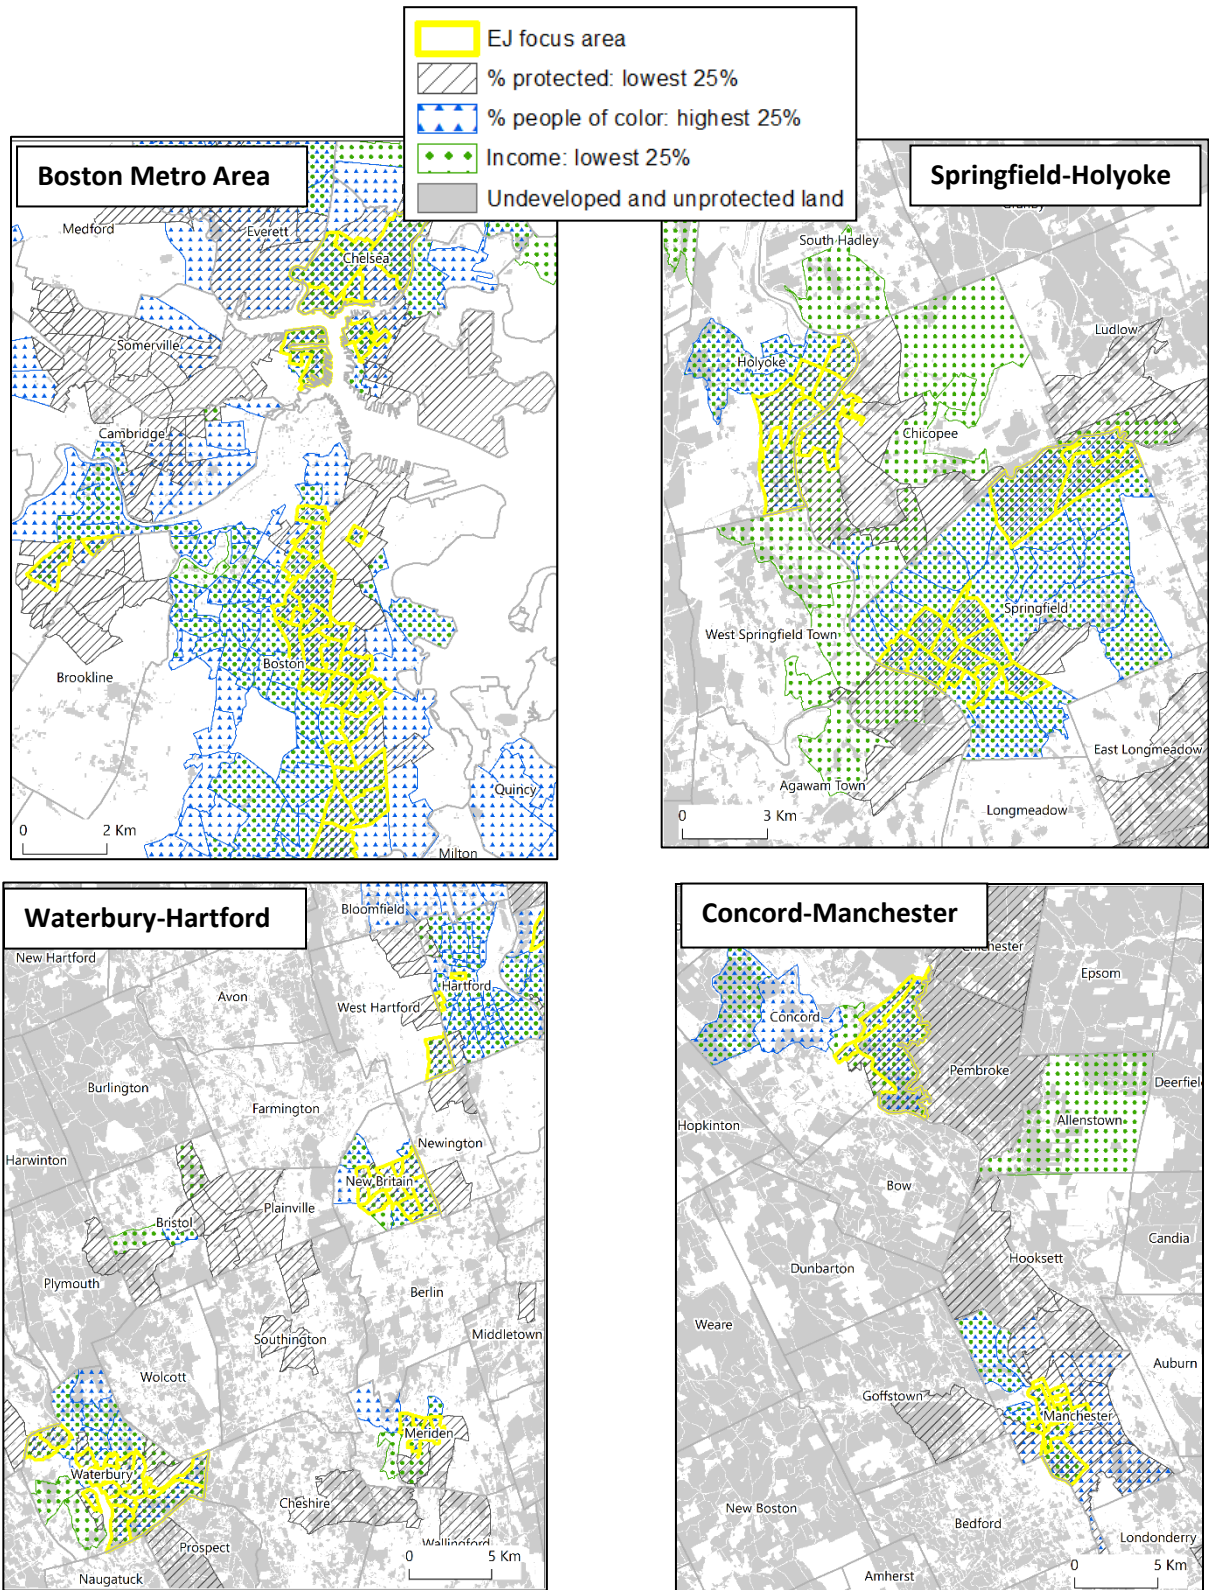 EJ focus area
% protected: lowest 25%
% people of color: highest 25%
Income: lowest 25%
Undeveloped and unprotected land
Boston Metro Area
Medford
Everett
Chelsea
Somerville
Cambridge
Boston
Brookline
Quincy
Milton
0 2 Km
Springfield-Holyoke
Granby
South Hadley
Ludlow
Holyoke
Chicopee
Springfield
West Springfield Town
East Longmeadow
Agawam Town
Longmeadow
0 3 Km
Waterbury-Hartford
Bloomfield
New Hartford
Avon
Hartford
West Hartford
Burlington
Farmington
Newington
Harwinton
New Britain
Plainville
Bristol
Plymouth
Berlin
Middletown
Southington
Wolcott
Meriden
Waterbury
Cheshire
Prospect
Wallingford
Naugatuck
0 5 Km
Concord-Manchester
Chichester
Epsom
Concord
Pembroke
Deerfield
Allenstown
Hopkinton
Bow
Candia
Hooksett
Dunbarton
Weare
Auburn
Goffstown
Manchester
New Boston
Bedford
Londonderry
Amherst
0 5 Km